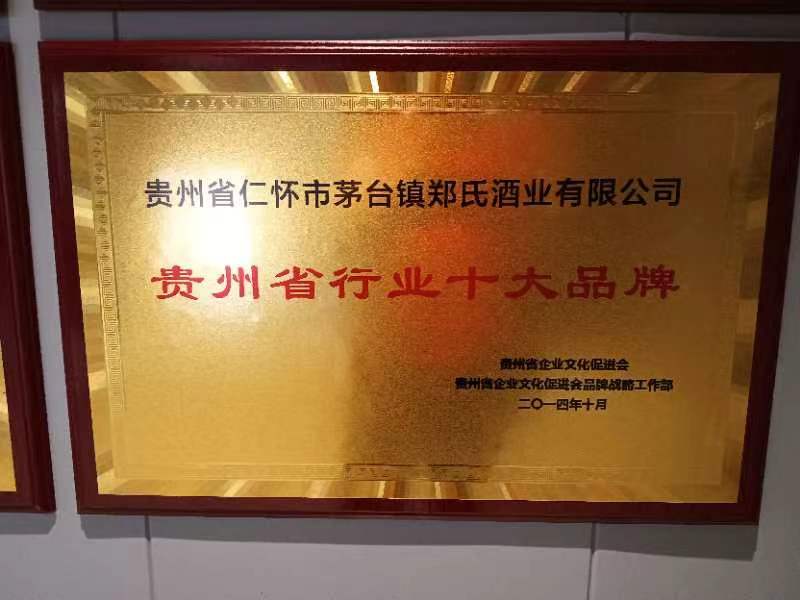 贵州省仁怀市茅台镇郑氏酒业有限公司
贵州省行业十大品牌
贵州省企业文化促进会
贵州省企业文化促进会品牌战略工作部
二〇一四年十月